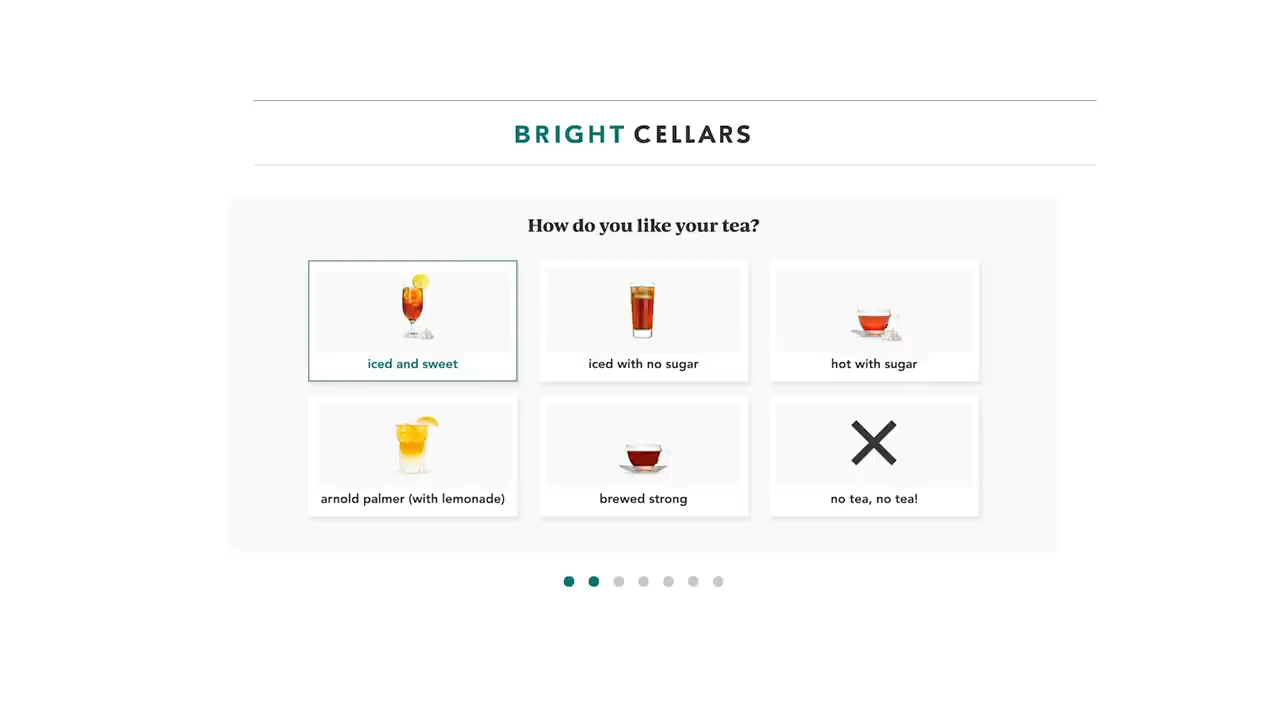 BRIGHT CELLARS
How do you like your tea?
iced and sweet
iced with no sugar
hot with sugar
arnold palmer (with lemonade)
brewed strong
no tea, no tea!